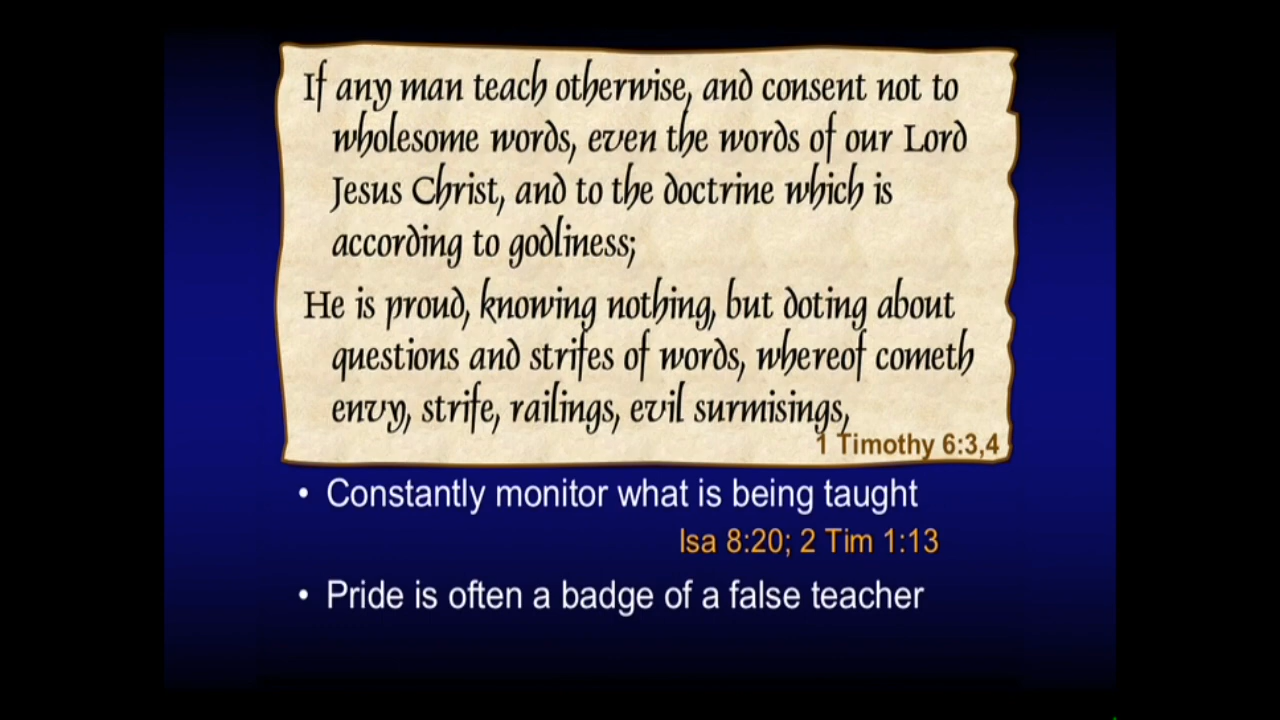 If any man teach otherwise, and consent not to
wholesome words, even the words of our Lord
Jesus Christ, and to the doctrine which is
according to godliness;
He is proud, knowing nothing, but doting about
questions and strifes of words, whereof cometh
envy, strife, railings, evil surmisings,
1 Timothy 6:3,4
• Constantly monitor what is being taught
Isa 8:20; 2 Tim 1:13
• Pride is often a badge of a false teacher